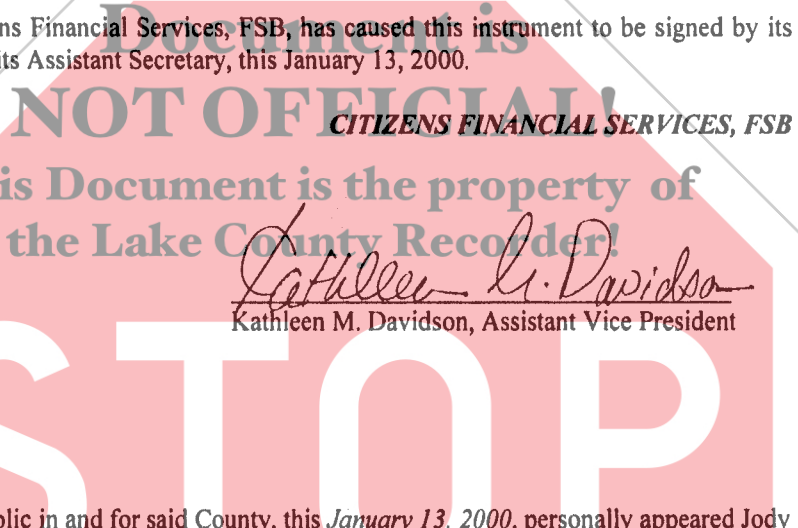 ns Financial Services, FSB, has caused this instrument to be signed by its
Document is
its Assistant Secretary, this January 13, 2000.
NOT OFFICIAL!
CITIZENS FINANCIAL SERVICES, FSB
is Document is the property of
the Lake County Recorder!
Kathleen M. Davidson
Kathleen M. Davidson, Assistant Vice President
STOP
blic in and for said County, this January 13, 2000, personally appeared Jody